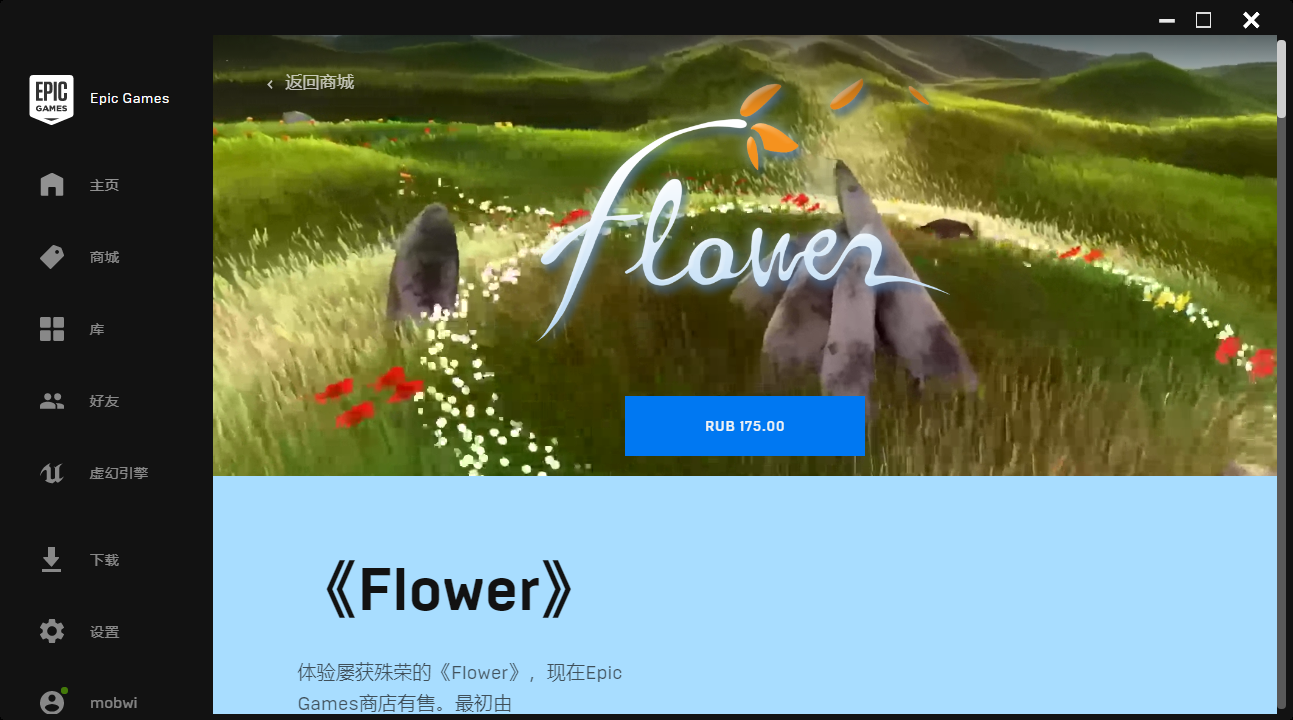 EPIC
GAMES
Epic Games
主页
商城
库
好友
虚幻引擎
下载
设置
mobwi
返回商城
Flower
RUB 175.00
《Flower》
体验屡获殊荣的《Flower》，现在Epic
Games商店有售。最初由